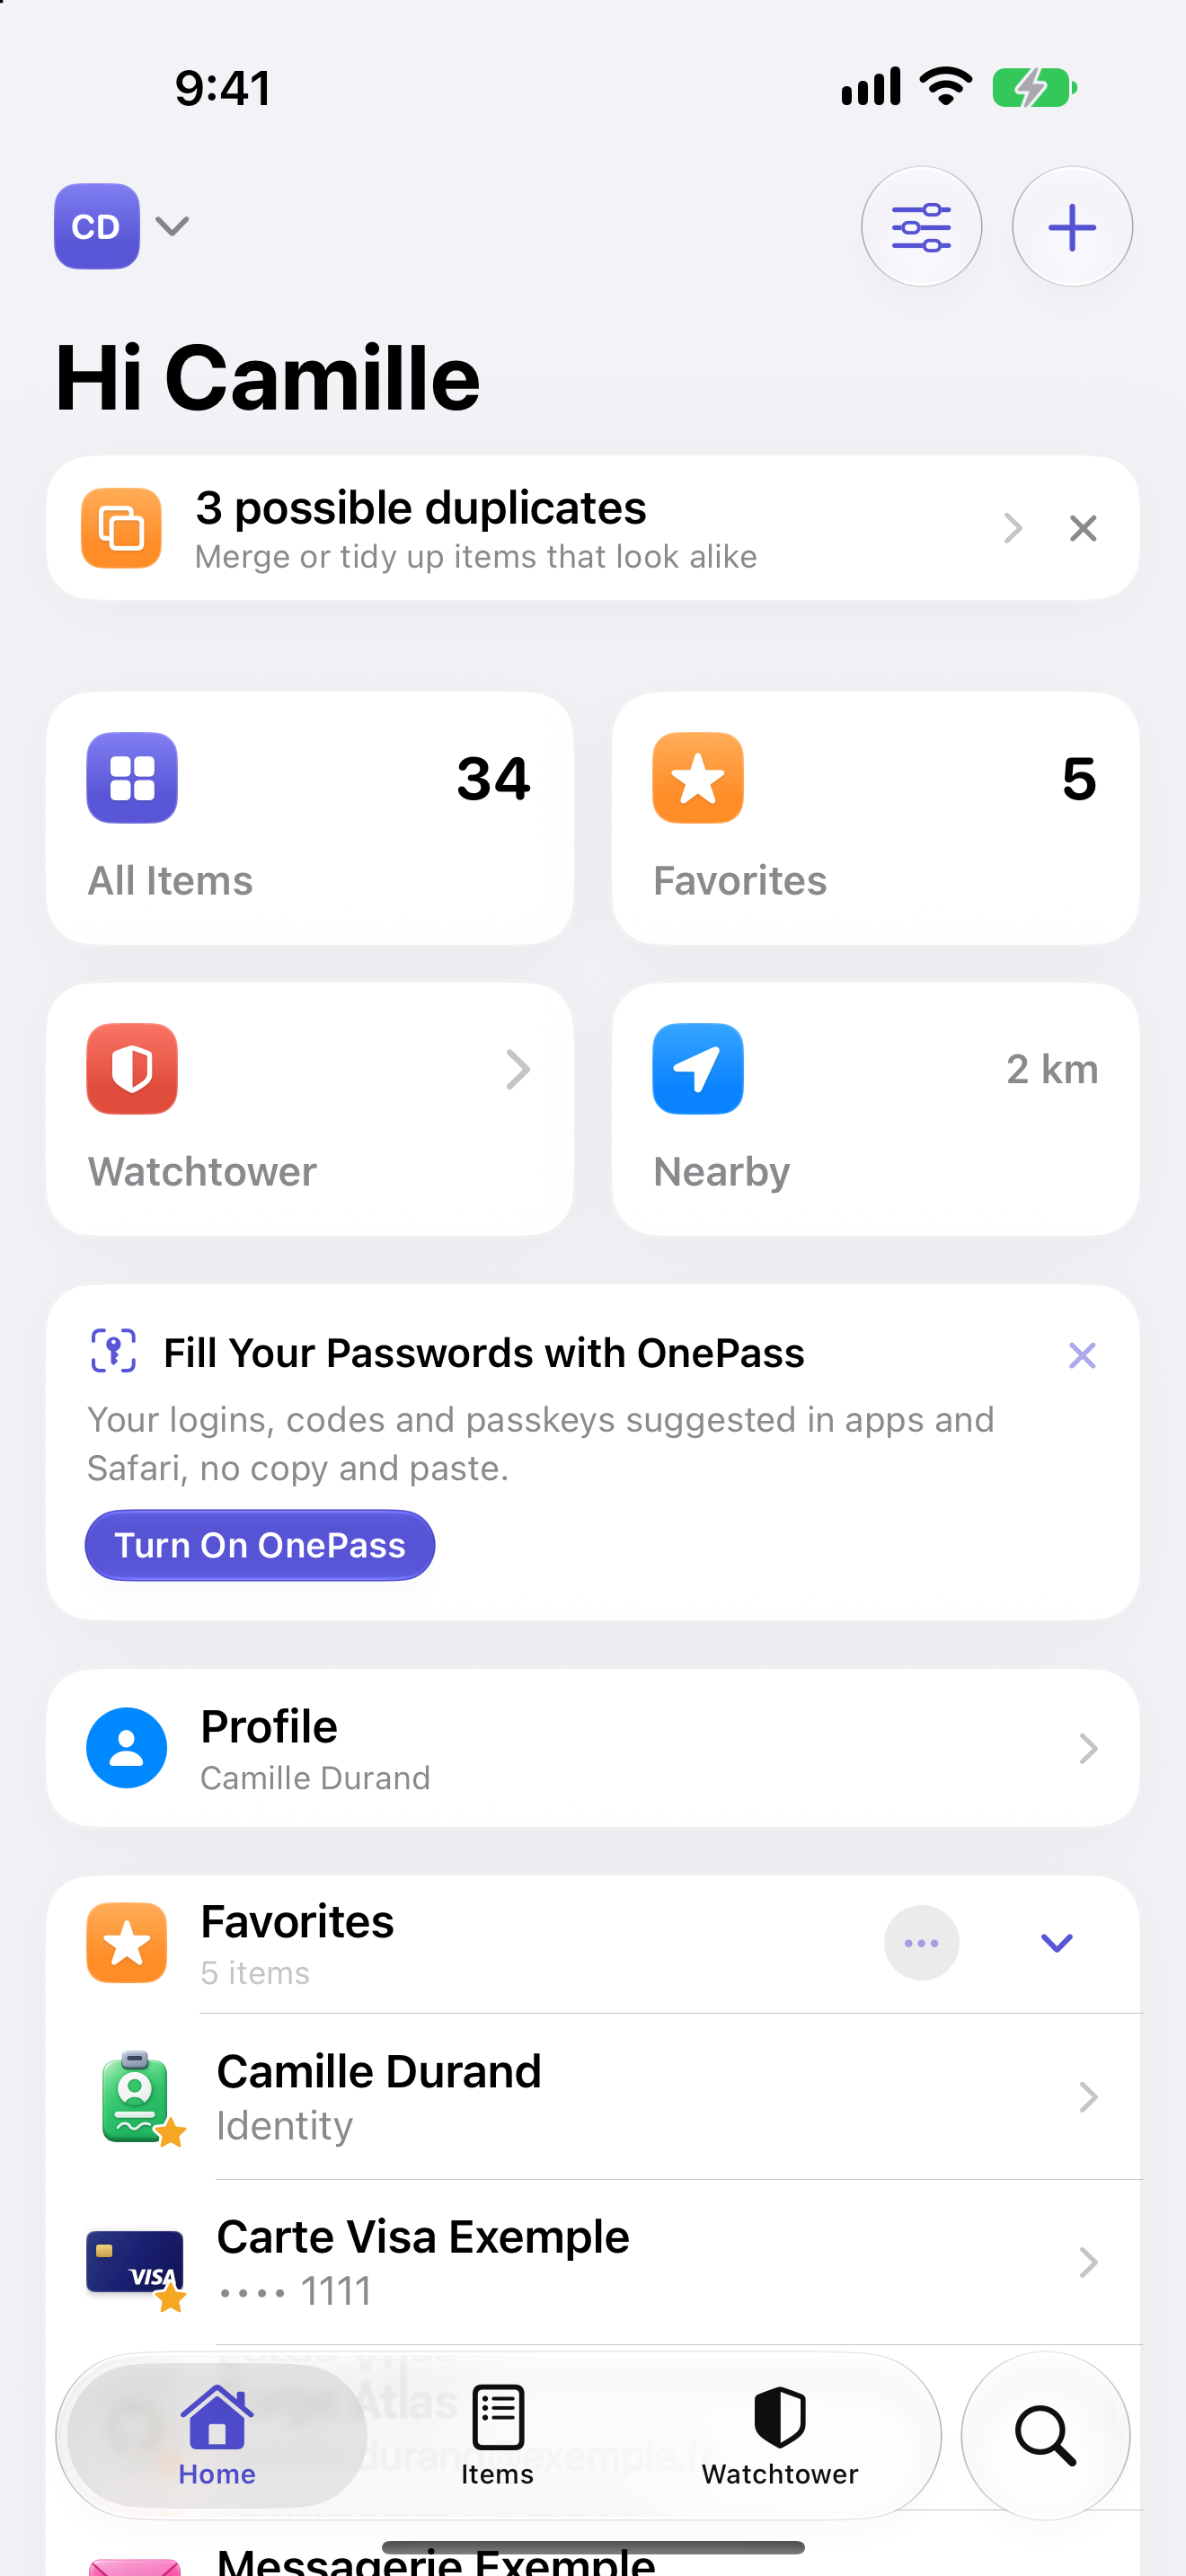 9:41
CD
Hi Camille
3 possible duplicates
Merge or tidy up items that look alike
34
All Items
5
Favorites
Watchtower
2 km
Nearby
Fill Your Passwords with OnePass
Your logins, codes and passkeys suggested in apps and
Safari, no copy and paste.
Turn On OnePass
Profile
Camille Durand
Favorites
5 items
Camille Durand
Identity
VISA
Carte Visa Exemple
•••• 1111
Atlas
Home
Items
Watchtower
Messagerie Exemple